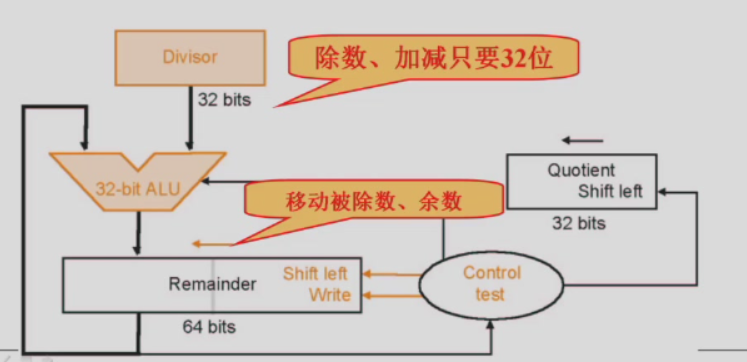 Divisor
除数、加减只要32位
32 bits
32-bit ALU
Quotient
Shift left
32 bits
移动被除数、余数
Remainder
Shift left
Write
64 bits
Control
test